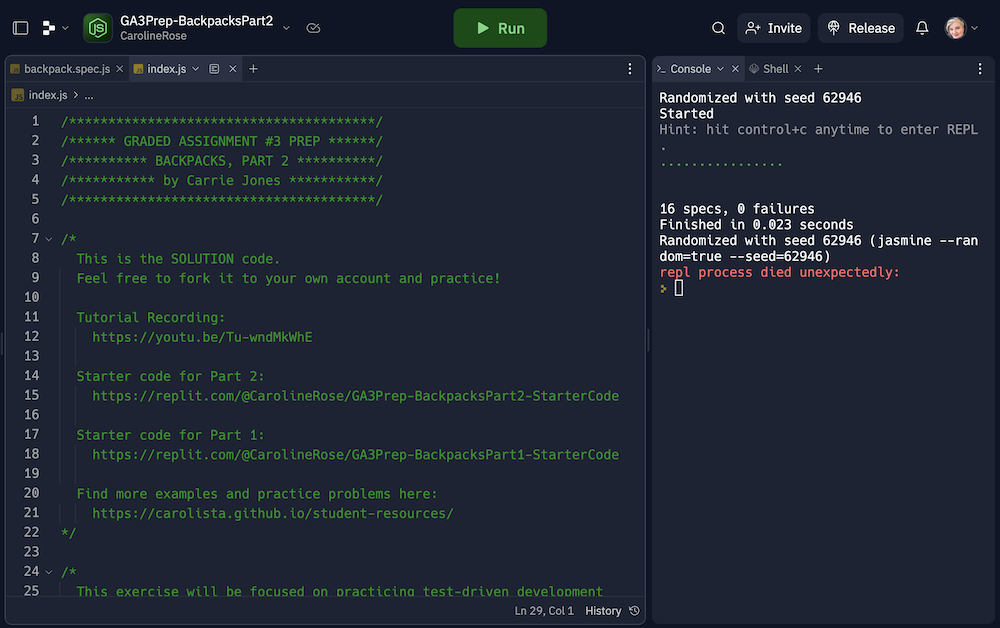 GA3Prep-BackpacksPart2
CarolineRose
Run
Invite
Release
backpack.spec.js
index.js
index.js > ...
1 /***************************************/
2 /****** GRADED ASSIGNMENT #3 PREP ******/
3 /********** BACKPACKS, PART 2 **********/
4 /*********** by Carrie Jones ***********/
5 /***************************************/
6
7 /*
8 This is the SOLUTION code.
9 Feel free to fork it to your own account and practice!
10
11 Tutorial Recording:
12 https://youtu.be/Tu-wndMkWhE
13
14 Starter code for Part 2:
15 https://replit.com/@CarolineRose/GA3Prep-BackpacksPart2-StarterCode
16
17 Starter code for Part 1:
18 https://replit.com/@CarolineRose/GA3Prep-BackpacksPart1-StarterCode
19
20 Find more examples and practice problems here:
21 https://carolista.github.io/student-resources/
22 */
23
24 /*
25 This exercise will be focused on practicing test-driven development
Ln 29, Col 1 History
Console
Shell
Randomized with seed 62946
Started
Hint: hit control+c anytime to enter REPL
.
................
16 specs, 0 failures
Finished in 0.023 seconds
Randomized with seed 62946 (jasmine --ran
dom=true --seed=62946)
repl process died unexpectedly:
>